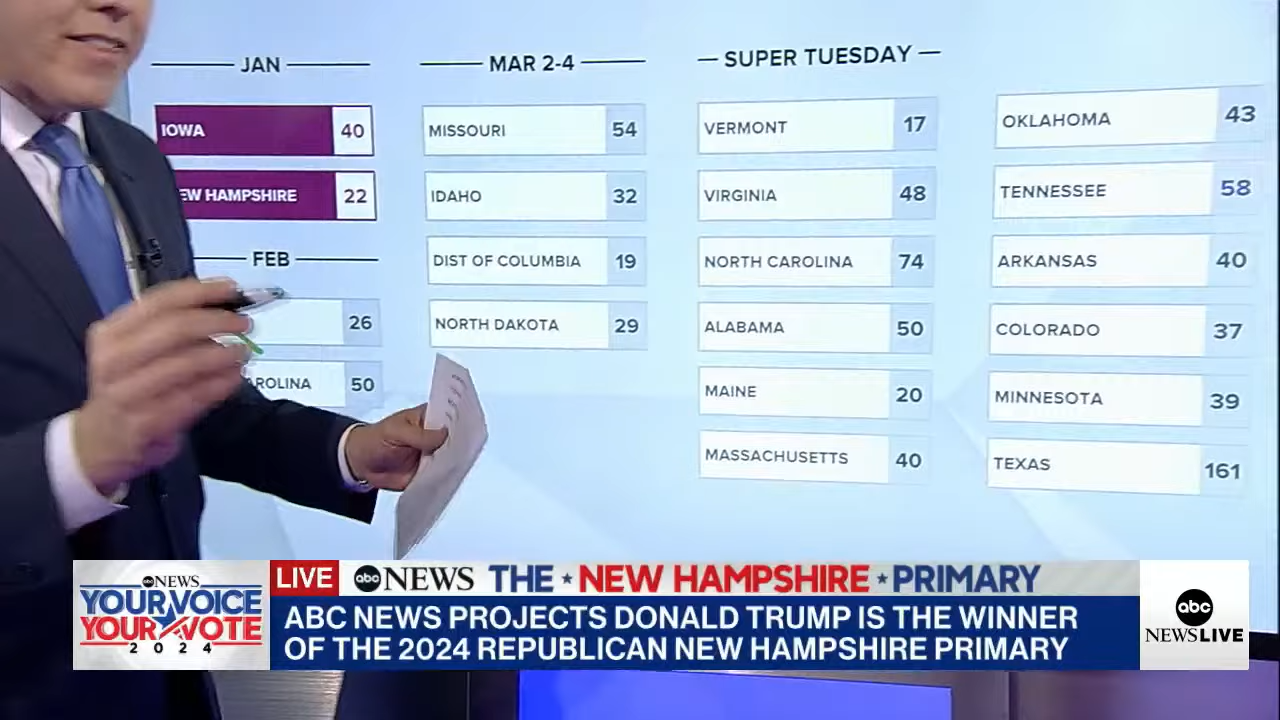 JAN
IOWA 40
EW HAMPSHIRE 22
FEB
26
AROLINA 50
MAR 2-4
MISSOURI 54
IDAHO 32
DIST OF COLUMBIA 19
NORTH DAKOTA 29
SUPER TUESDAY
VERMONT 17
VIRGINIA 48
NORTH CAROLINA 74
ALABAMA 50
MAINE 20
MASSACHUSETTS 40
OKLAHOMA 43
TENNESSEE 58
ARKANSAS 40
COLORADO 37
MINNESOTA 39
TEXAS 161
abc NEWS
YOUR VOICE
YOUR VOTE
2024
LIVE abc NEWS THE NEW HAMPSHIRE PRIMARY
ABC NEWS PROJECTS DONALD TRUMP IS THE WINNER
OF THE 2024 REPUBLICAN NEW HAMPSHIRE PRIMARY
abc
NEWS LIVE